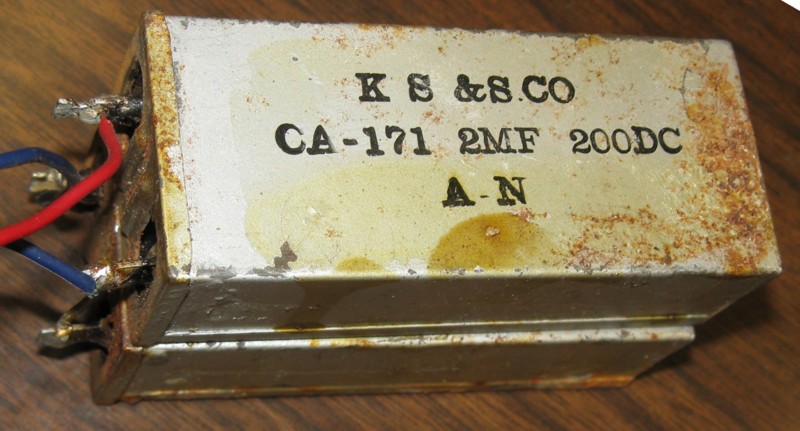 K S & S. CO
CA-171 2MF 200DC
A-N